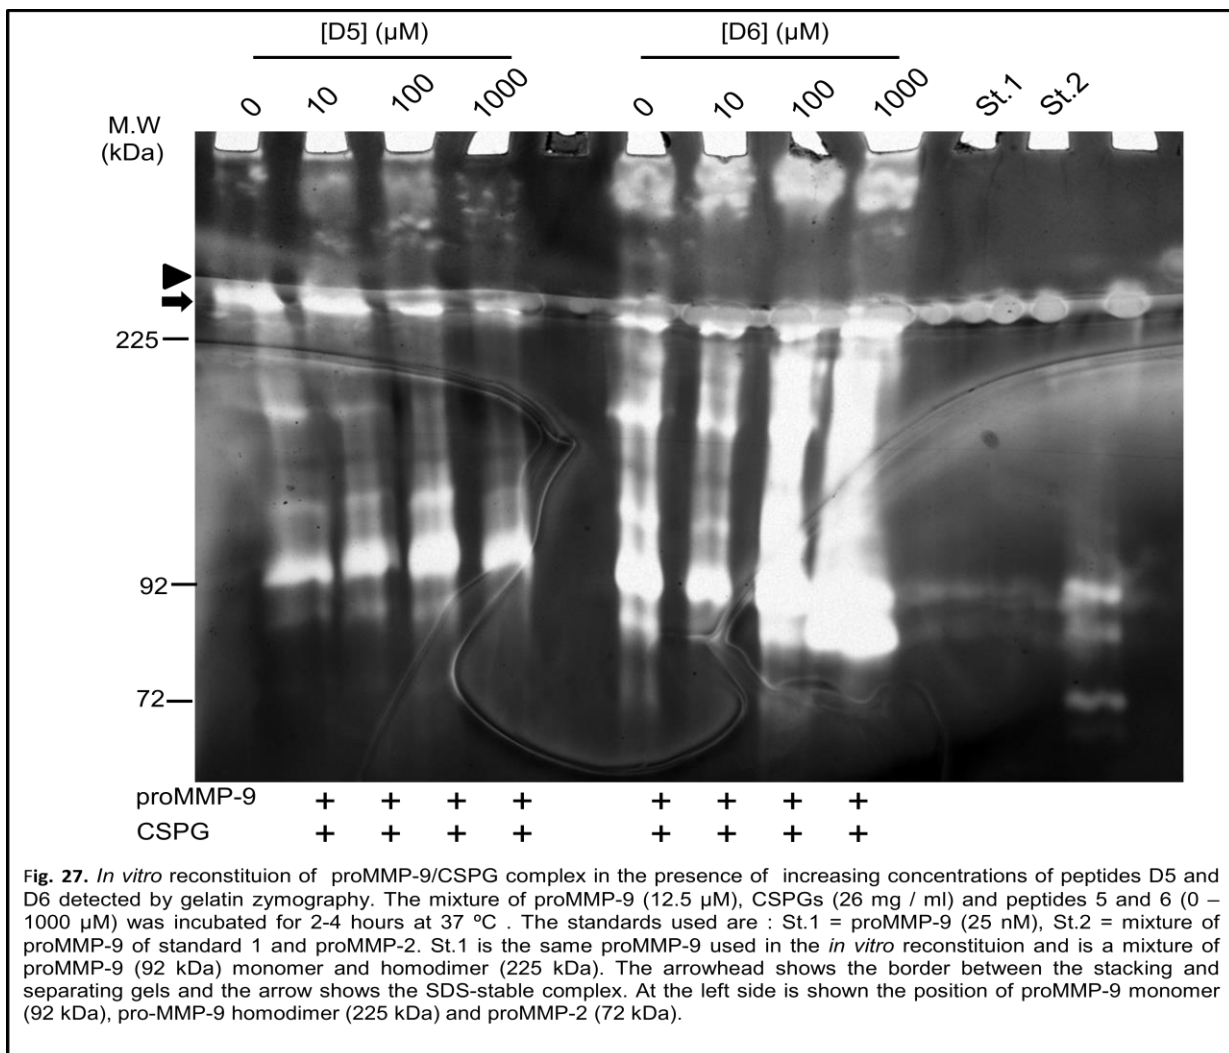 [D5] (µM)
[D6] (µM)
0 10 100 1000 0 10 100 1000 St.1 St.2
M.W
(kDa)
225
92
72
proMMP-9 + + + + + + + +
CSPG + + + + + + + +
Fig. 27. In vitro reconstituion of proMMP-9/CSPG complex in the presence of increasing concentrations of peptides D5 and
D6 detected by gelatin zymography. The mixture of proMMP-9 (12.5 µM), CSPGs (26 mg / ml) and peptides 5 and 6 (0 –
1000 µM) was incubated for 2-4 hours at 37 ºC . The standards used are : St.1 = proMMP-9 (25 nM), St.2 = mixture of
proMMP-9 of standard 1 and proMMP-2. St.1 is the same proMMP-9 used in the in vitro reconstituion and is a mixture of
proMMP-9 (92 kDa) monomer and homodimer (225 kDa). The arrowhead shows the border between the stacking and
separating gels and the arrow shows the SDS-stable complex. At the left side is shown the position of proMMP-9 monomer
(92 kDa), pro-MMP-9 homodimer (225 kDa) and proMMP-2 (72 kDa).